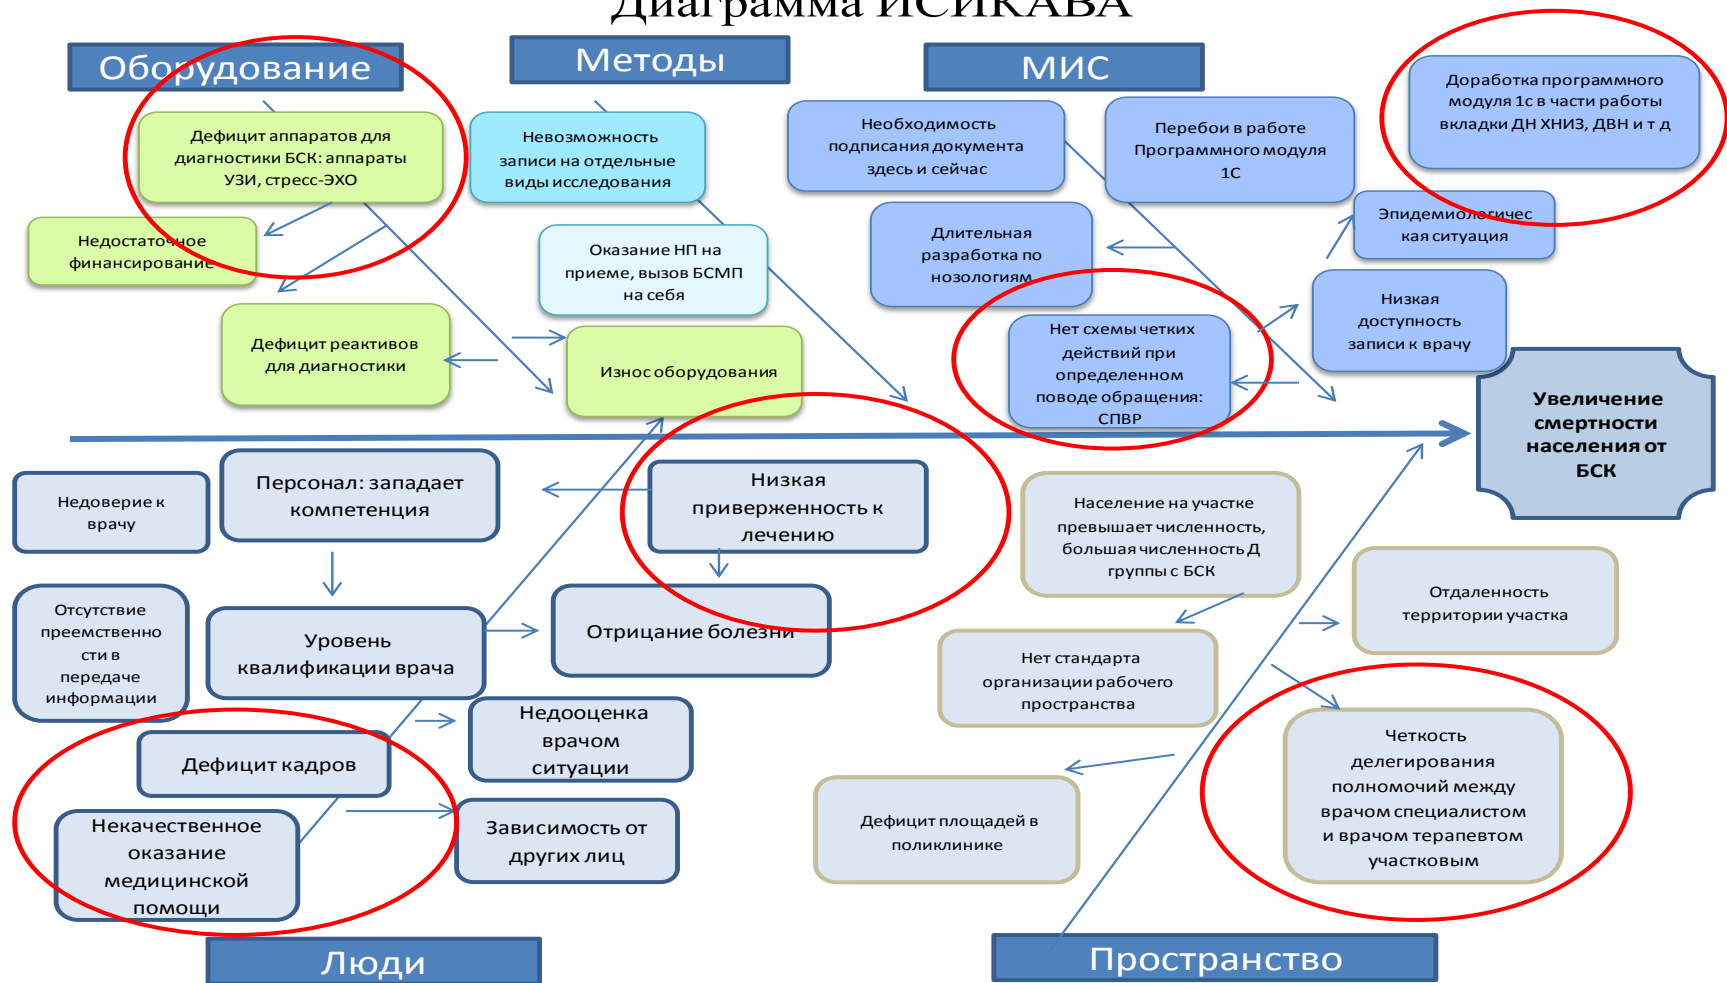 Диаграмма ИСИКАВА
Оборудование
Методы
МИС
Дефицит аппаратов для
диагностики БСК: аппараты
УЗИ, стресс-ЭХО
Недостаточное
финансирование
Дефицит реактивов
для диагностики
Невозможность
записи на отдельные
виды исследования
Оказание НП на
приеме, вызов БСМП
на себя
Износ оборудования
Необходимость
подписания документа
здесь и сейчас
Длительная
разработка по
нозологиям
Нет схемы четких
действий при
определенном
поводе обращения:
СПВР
Перебои в работе
Программного модуля
1С
Доработка программного
модуля 1с в части работы
вкладки ДН ХНИЗ, ДВН и т д
Эпидемиологичес
кая ситуация
Низкая
доступность
записи к врачу
Увеличение
смертности
населения от
БСК
Недоверие к
врачу
Персонал: западает
компетенция
Низкая
приверженность к
лечению
Отсутствие
преемственно
сти в
передаче
информации
Уровень
квалификации врача
Отрицание болезни
Дефицит кадров
Недооценка
врачом
ситуации
Некачественное
оказание
медицинской
помощи
Зависимость от
других лиц
Население на участке
превышает численность,
большая численность Д
группы с БСК
Отдаленность
территории участка
Нет стандарта
организации рабочего
пространства
Четкость
делегирования
полномочий между
врачом специалистом
и врачом терапевтом
участковым
Дефицит площадей в
поликлинике
Люди
Пространство